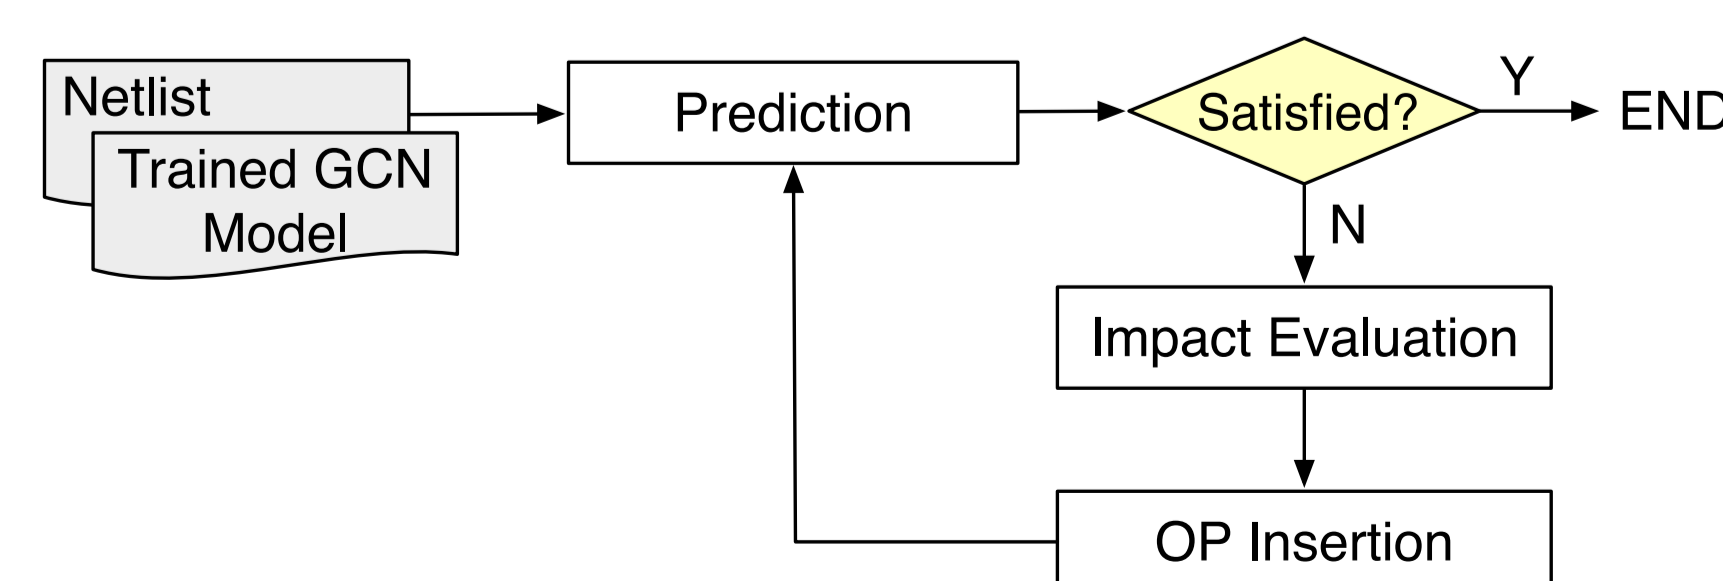 Netlist
Trained GCN
Model
Prediction
Satisfied?
Y
END
N
Impact Evaluation
OP Insertion